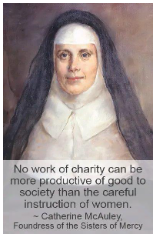 No work of charity can be
more productive of good to
society than the careful
instruction of women.
~ Catherine McAuley,
Foundress of the Sisters of Mercy